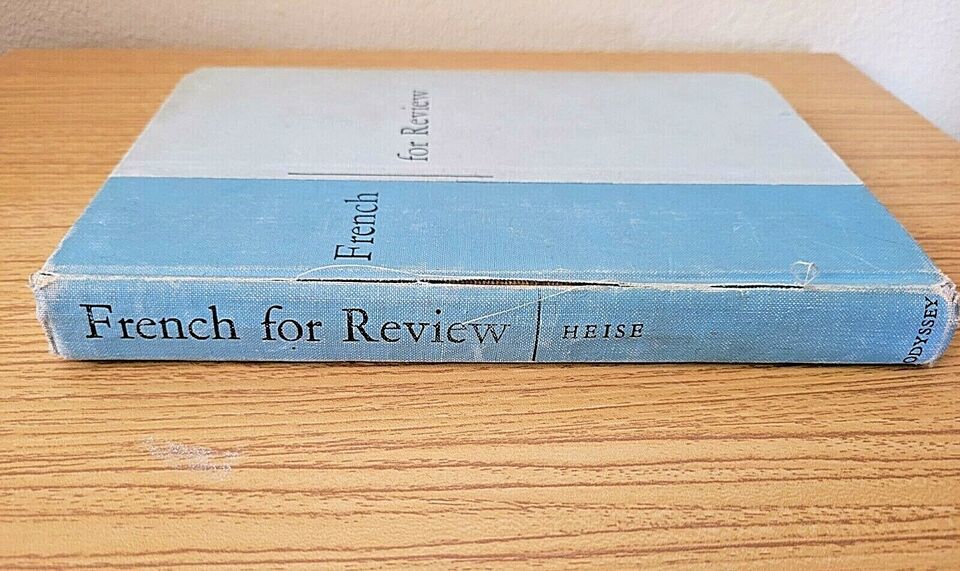 French
for Review
French for Review
HEISE
ODYSSEY